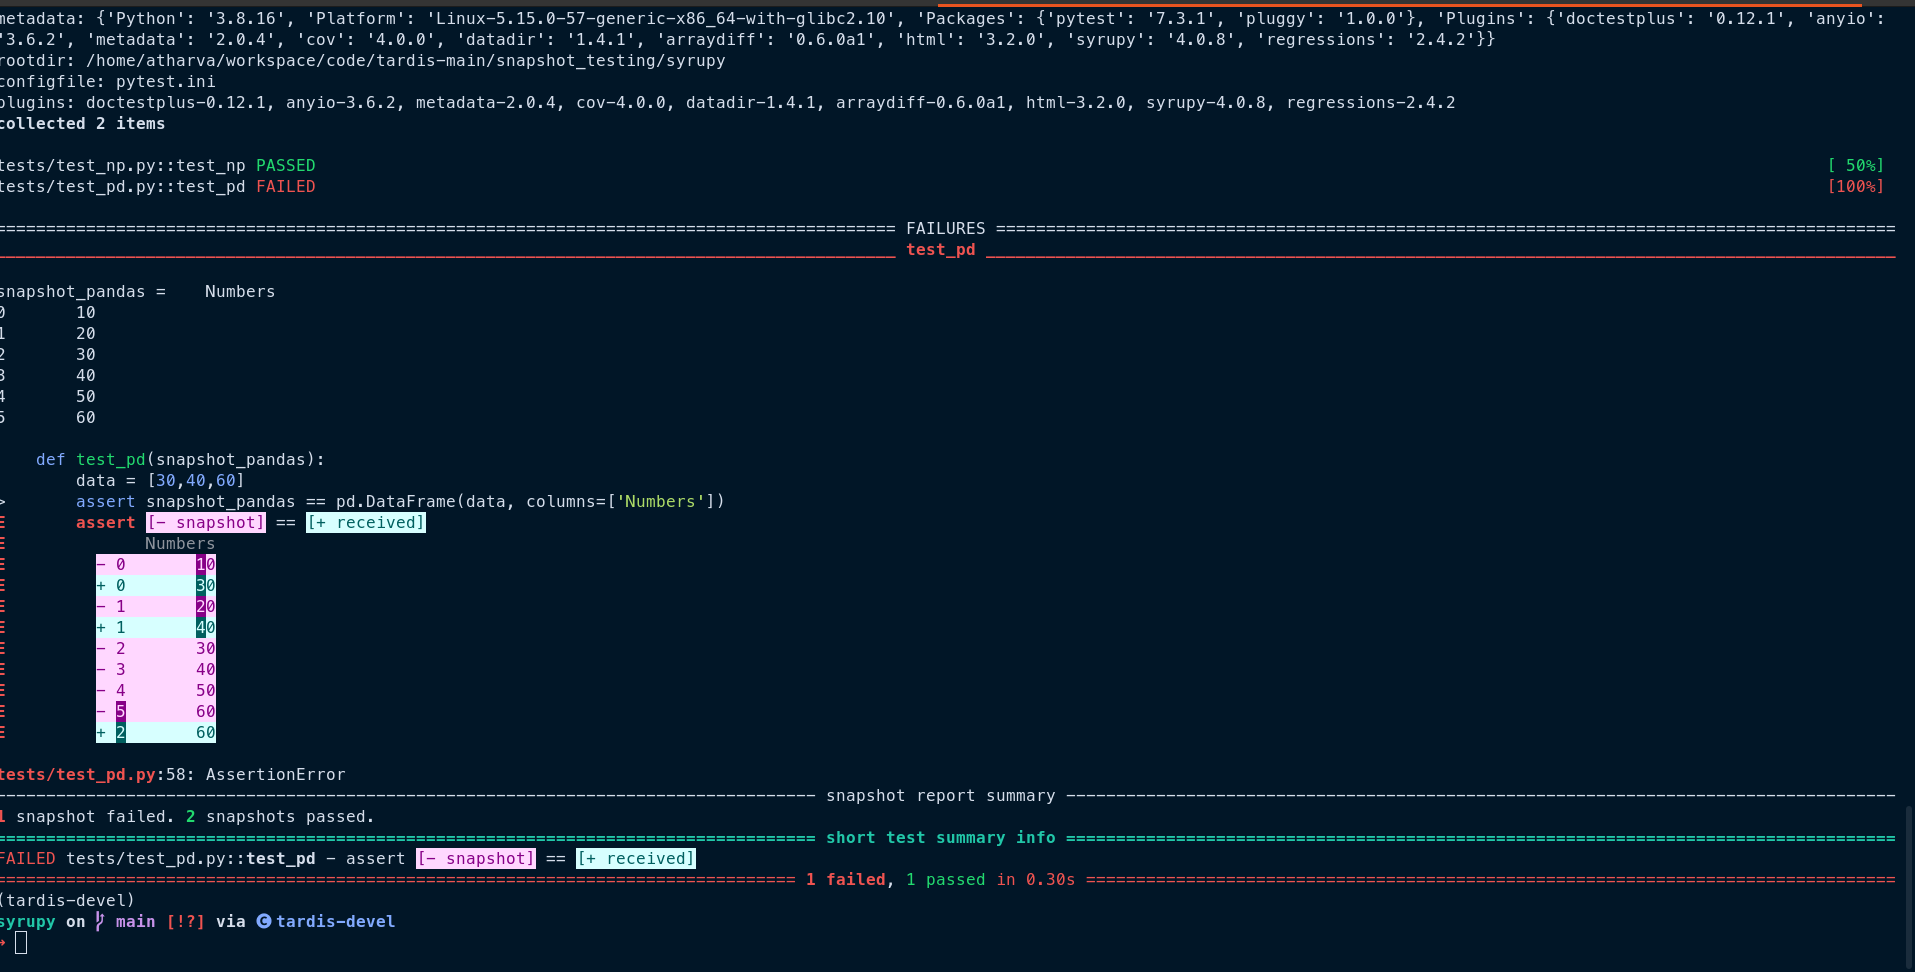 metadata: {'Python': '3.8.16', 'Platform': 'Linux-5.15.0-57-generic-x86_64-with-glibc2.10', 'Packages': {'pytest': '7.3.1', 'pluggy': '1.0.0'}, 'Plugins': {'doctestplus': '0.12.1', 'anyio':
'3.6.2', 'metadata': '2.0.4', 'cov': '4.0.0', 'datadir': '1.4.1', 'arraydiff': '0.6.0a1', 'html': '3.2.0', 'syrupy': '4.0.8', 'regressions': '2.4.2'}}
rootdir: /home/atharva/workspace/code/tardis-main/snapshot_testing/syrupy
configfile: pytest.ini
plugins: doctestplus-0.12.1, anyio-3.6.2, metadata-2.0.4, cov-4.0.0, datadir-1.4.1, arraydiff-0.6.0a1, html-3.2.0, syrupy-4.0.8, regressions-2.4.2
collected 2 items
tests/test_np.py::test_np PASSED [ 50%]
tests/test_pd.py::test_pd FAILED [100%]
FAILURES
test_pd
snapshot_pandas =    Numbers
0       10
1       20
2       30
3       40
4       50
5       60
def test_pd(snapshot_pandas):
data = [30,40,60]
>       assert snapshot_pandas == pd.DataFrame(data, columns=['Numbers'])
E       assert [- snapshot] == [+ received]
E              Numbers
E         - 0       10
E         + 0       30
E         - 1       20
E         + 1       40
E         - 2       30
E         - 3       40
E         - 4       50
E         - 5       60
E         + 2       60
tests/test_pd.py:58: AssertionError
snapshot report summary
1 snapshot failed. 2 snapshots passed.
short test summary info
FAILED tests/test_pd.py::test_pd - assert [- snapshot] == [+ received]
1 failed, 1 passed in 0.30s
(tardis-devel)
syrupy on main [!?] via C tardis-devel